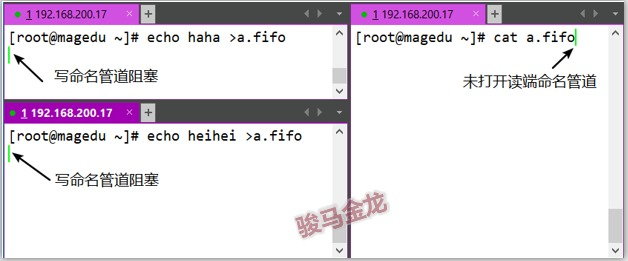 1 192.168.200.17 × +
[root@magedu ~]# echo haha >a.fifo
写命名管道阻塞
1 192.168.200.17 × +
[root@magedu ~]# echo heihei >a.fifo
写命名管道阻塞
1 192.168.200.17 × +
[root@magedu ~]# cat a.fifo
未打开读端命名管道
骏马金龙